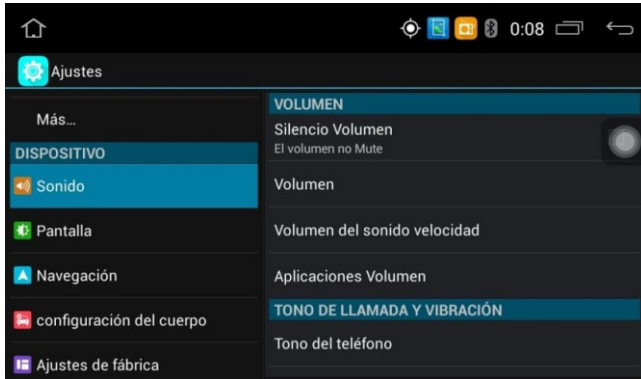 0:08
Ajustes
Más...
DISPOSITIVO
Sonido
Pantalla
Navegación
configuración del cuerpo
Ajustes de fábrica
VOLUMEN
Silencio Volumen
El volumen no Mute
Volumen
Volumen del sonido velocidad
Aplicaciones Volumen
TONO DE LLAMADA Y VIBRACIÓN
Tono del teléfono